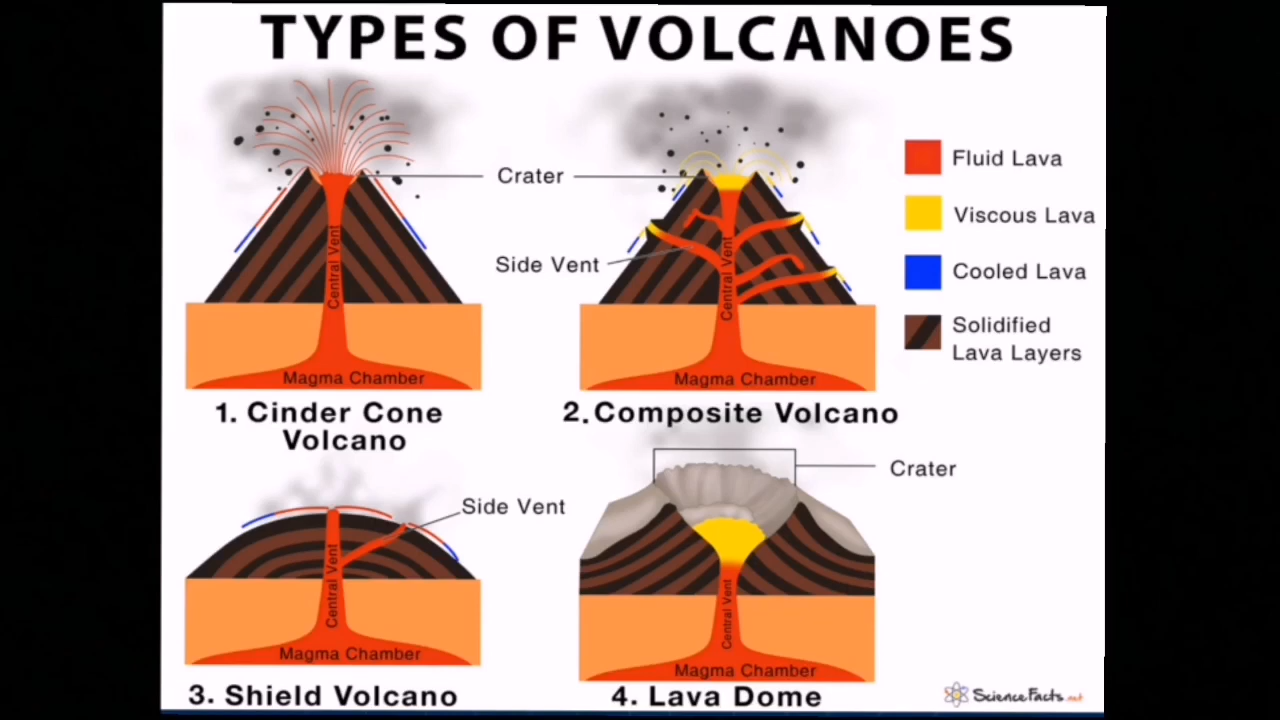 TYPES OF VOLCANOES
Crater
Side Vent
Central Vent
Magma Chamber
1. Cinder Cone
Volcano
Central Vent
Magma Chamber
2. Composite Volcano
Fluid Lava
Viscous Lava
Cooled Lava
Solidified
Lava Layers
Side Vent
Central Vent
Magma Chamber
3. Shield Volcano
Crater
Central Vent
Magma Chamber
4. Lava Dome
ScienceFacts.net